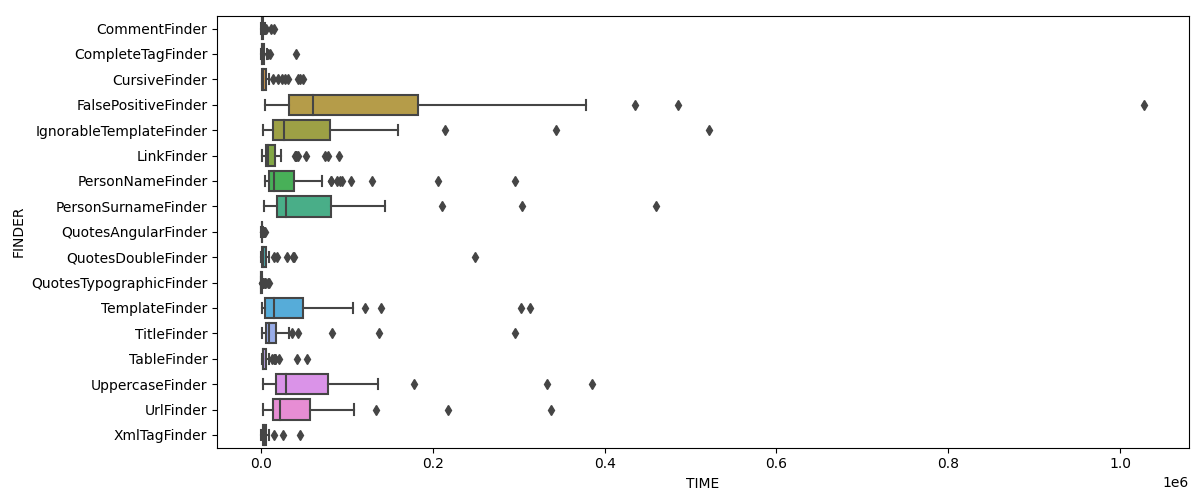 CommentFinder
CompleteTagFinder
CursiveFinder
FalsePositiveFinder
IgnorableTemplateFinder
LinkFinder
PersonNameFinder
PersonSurnameFinder
QuotesAngularFinder
QuotesDoubleFinder
QuotesTypographicFinder
TemplateFinder
TitleFinder
TableFinder
UppercaseFinder
UrlFinder
XmlTagFinder
FINDER
0.0 0.2 0.4 0.6 0.8 1.0
TIME
1e6